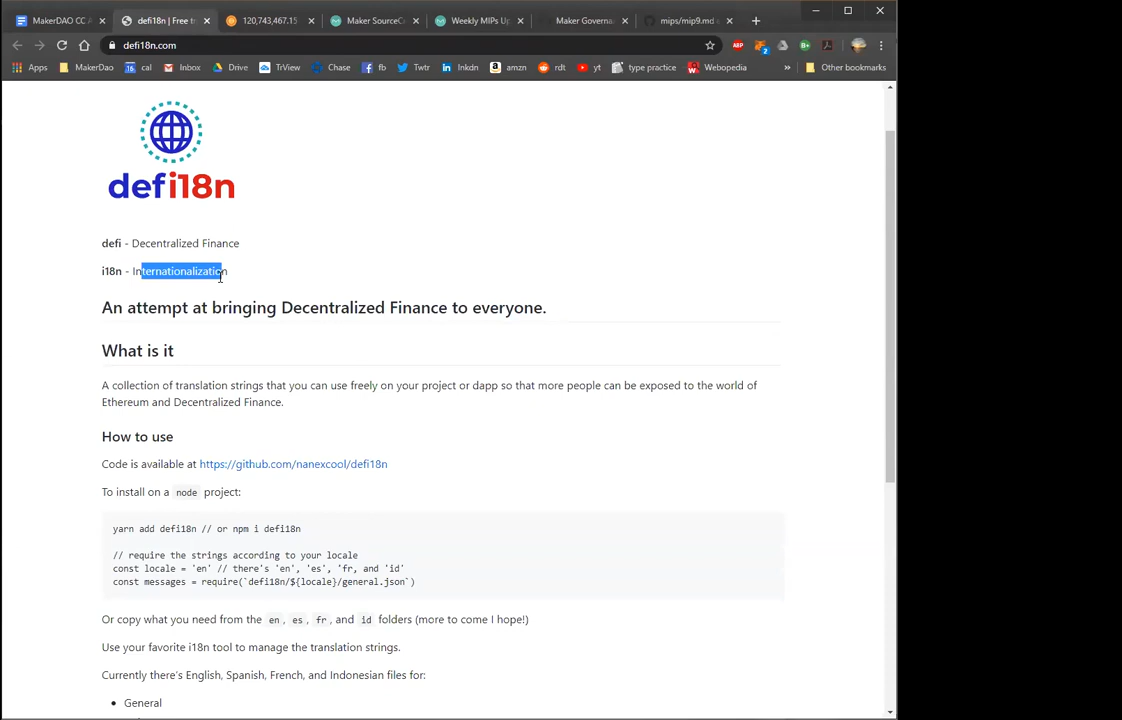 MakerDAO CC A
defi18n | Free tr
120,743,467.15
Maker SourceC
Weekly MIPs Up
Maker Governa
mips/mip9.md
defi18n.com
Apps
MakerDao
cal
Inbox
Drive
TrView
Chase
fb
Twtr
lnkdn
amzn
rdt
yt
type practice
Webopedia
»
Other bookmarks
defi18n
defi - Decentralized Finance
i18n - Internationalization
An attempt at bringing Decentralized Finance to everyone.
What is it
A collection of translation strings that you can use freely on your project or dapp so that more people can be exposed to the world of
Ethereum and Decentralized Finance.
How to use
Code is available at https://github.com/nanexcool/defi18n
To install on a node project:
yarn add defi18n // or npm i defi18n
// require the strings according to your locale
const locale = 'en' // there's 'en', 'es', 'fr, and 'id'
const messages = require(`defi18n/${locale}/general.json`)
Or copy what you need from the en, es, fr, and id folders (more to come I hope!)
Use your favorite i18n tool to manage the translation strings.
Currently there's English, Spanish, French, and Indonesian files for:
• General